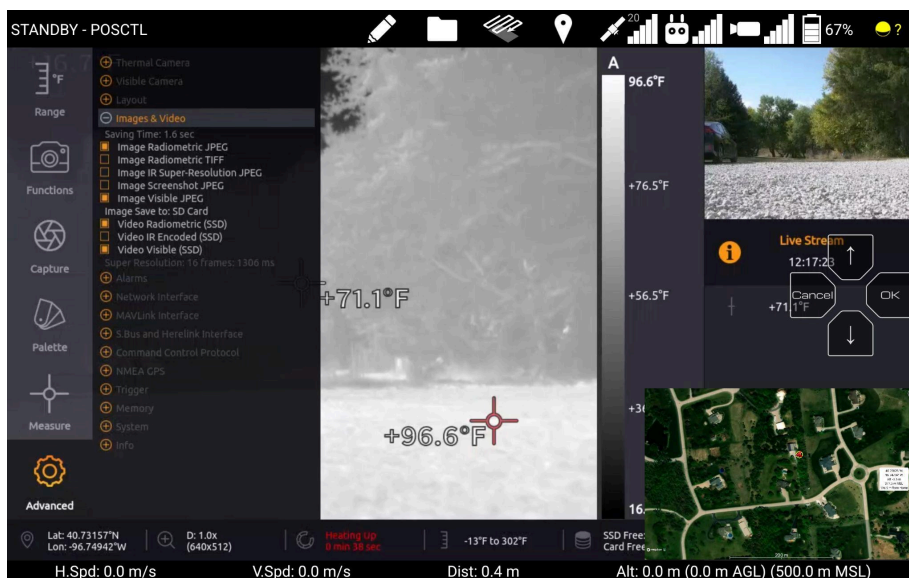 STANDBY - POSCTL
20
67%
?
°F
Range
Functions
Capture
Palette
Measure
Advanced
Thermal Camera
Visible Camera
Layout
Images & Video
Saving Time: 1.6 sec
Image Radiometric JPEG
Image Radiometric TIFF
Image IR Super-Resolution JPEG
Image Screenshot JPEG
Image Visible JPEG
Image Save to: SD Card
Video Radiometric (SSD)
Video IR Encoded (SSD)
Video Visible (SSD)
Super Resolution: 16 frames: 1306 ms
Alarms
Network Interface
MAVLink Interface
S.Bus and Herelink Interface
Command Control Protocol
NMEA GPS
Trigger
Memory
System
Info
+71.1°F
+96.6°F
A
96.6°F
+76.5°F
+56.5°F
+36
16.
Live Stream
12:17:23
+71.1°F
↑
Cancel
OK
↓
200 m
Lat: 40.73157°N
Lon: -96.74942°W
D: 1.0x
(640x512)
Heating Up
0 min 38 sec
-13°F to 302°F
SSD Free
Card Free
H.Spd: 0.0 m/s
V.Spd: 0.0 m/s
Dist: 0.4 m
Alt: 0.0 m (0.0 m AGL) (500.0 m MSL)